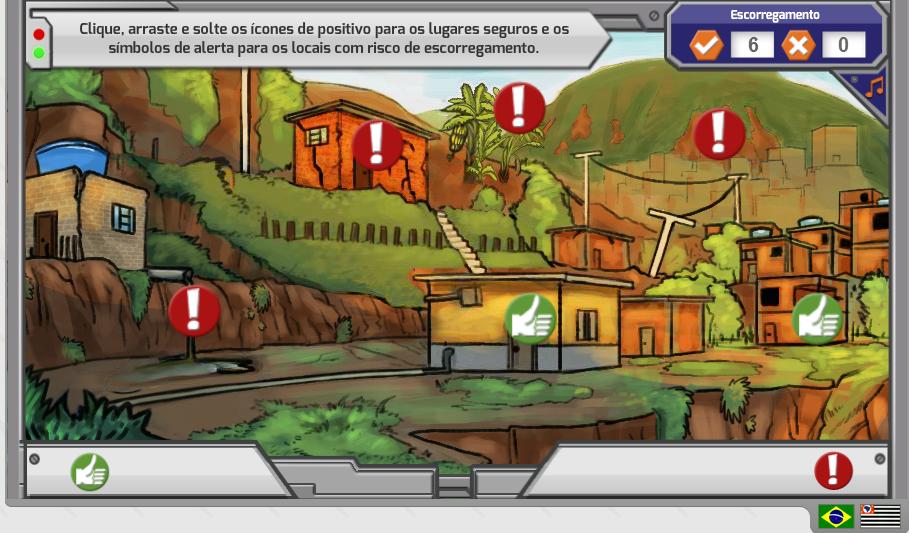 Clique, arraste e solte os ícones de positivo para os lugares seguros e os
símbolos de alerta para os locais com risco de escorregamento.
Escorregamento
6 0